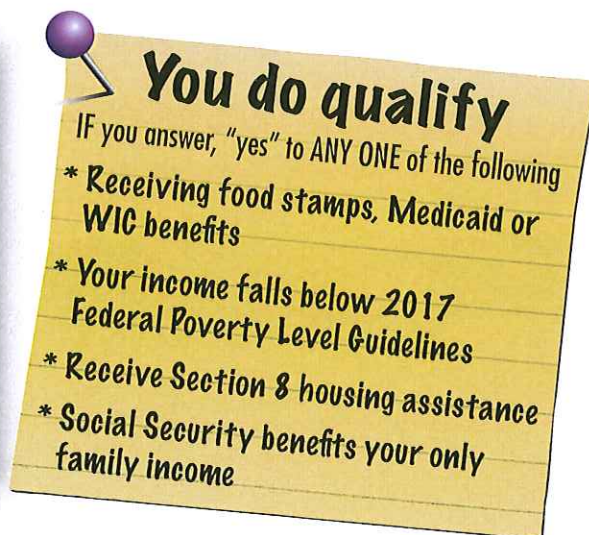 You do qualify
IF you answer, "yes" to ANY ONE of the following
* Receiving food stamps, Medicaid or
WIC benefits
* Your income falls below 2017
Federal Poverty Level Guidelines
* Receive Section 8 housing assistance
* Social Security benefits your only
family income